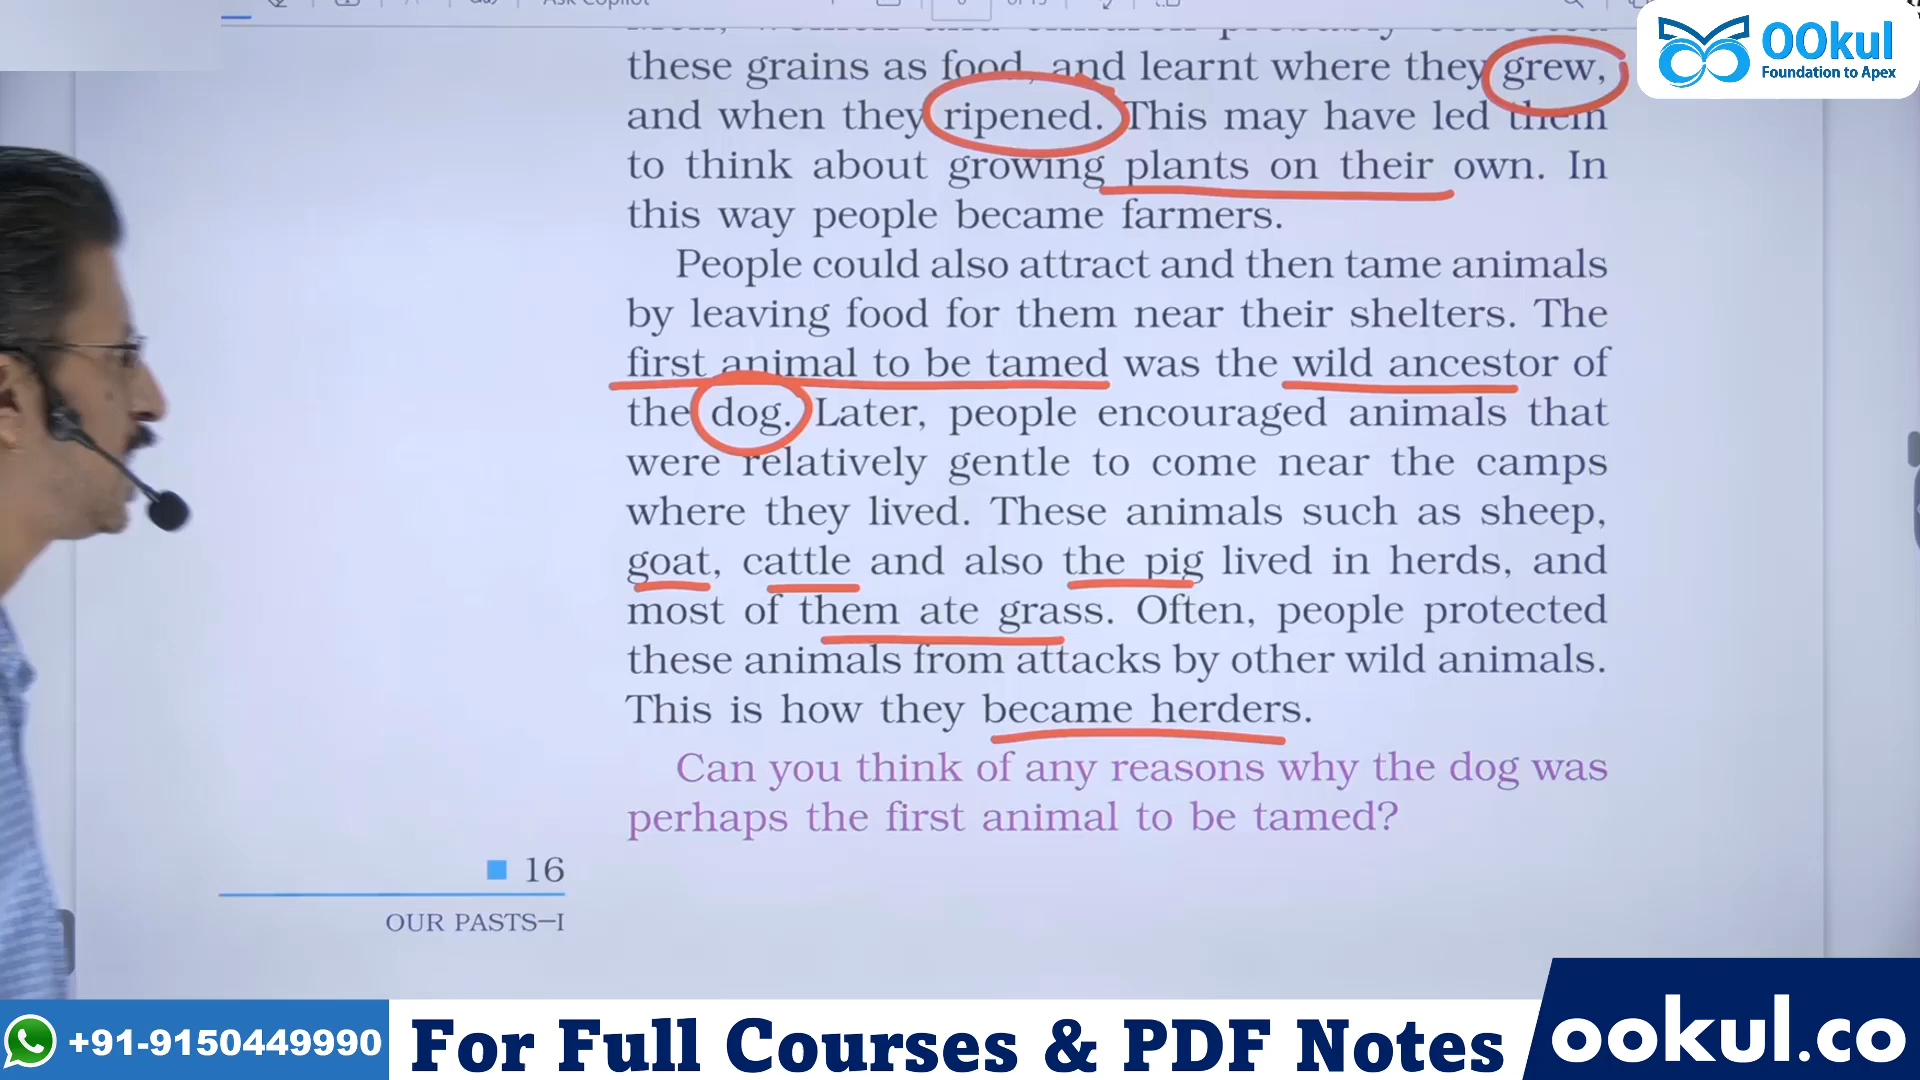 OOkul
Foundation to Apex
these grains as food, and learnt where they grew,
and when they ripened. This may have led them
to think about growing plants on their own. In
this way people became farmers.
People could also attract and then tame animals
by leaving food for them near their shelters. The
first animal to be tamed was the wild ancestor of
the dog. Later, people encouraged animals that
were relatively gentle to come near the camps
where they lived. These animals such as sheep,
goat, cattle and also the pig lived in herds, and
most of them ate grass. Often, people protected
these animals from attacks by other wild animals.
This is how they became herders.
Can you think of any reasons why the dog was
perhaps the first animal to be tamed?
16
OUR PASTS—I
+91-9150449990
For Full Courses & PDF Notes
ookul.co